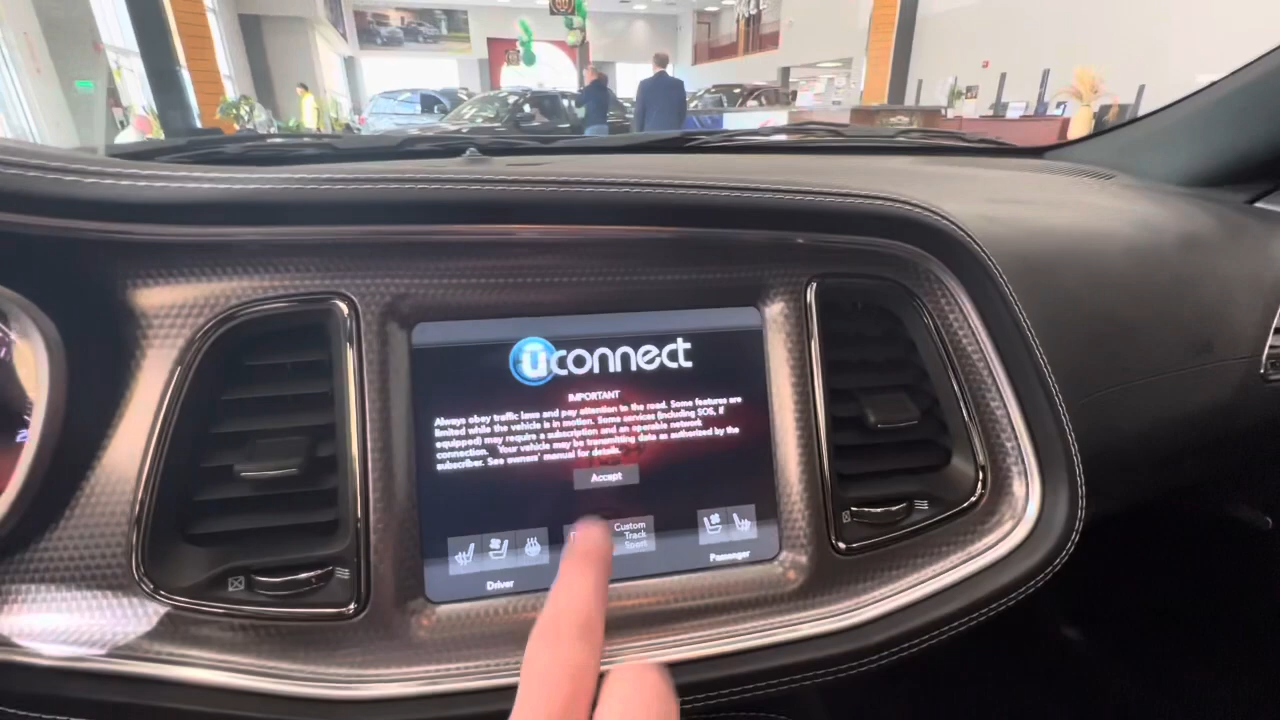 uconnect
IMPORTANT
Always obey traffic laws and pay attention to the road. Some features are
limited while the vehicle is in motion. Some services (including SOS, if
equipped) may require a subscription and an operable network
connection. Your vehicle may be transmitting data as authorized by the
subscriber. See owners' manual for details.
Accept
Custom
Track
Sport
Driver
Passenger